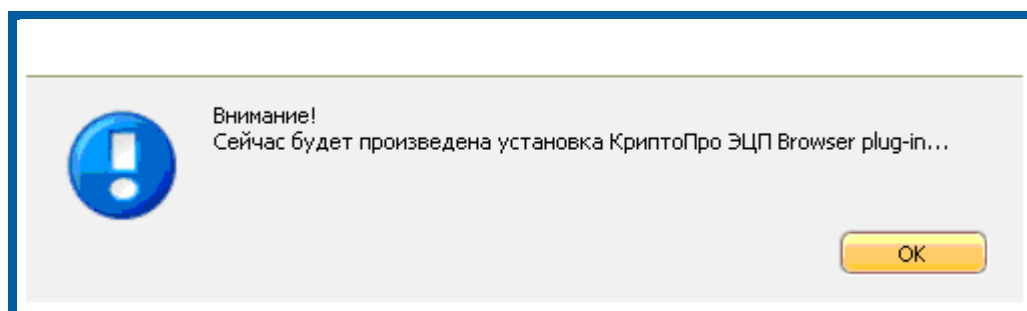 Внимание!
Сейчас будет произведена установка КриптоПро ЭЦП Browser plug-in...
OK